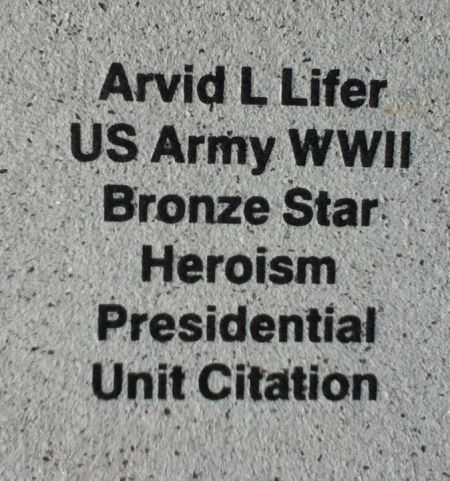 Arvid L Lifer
US Army WWII
Bronze Star
Heroism
Presidential
Unit Citation